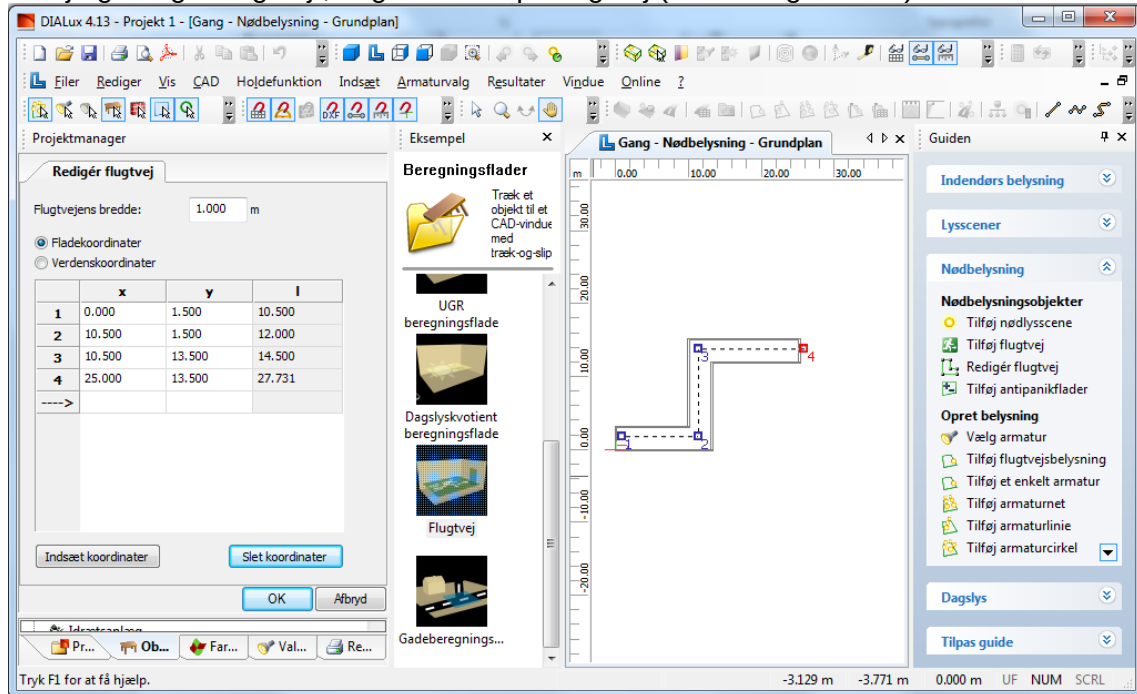 DIALux 4.13 - Projekt 1 - [Gang - Nødbelysning - Grundplan]
Filer Rediger Vis CAD Holdefunktion Indsæt Armaturvalg Resultater Vindue Online ?
DXF
Projektmanager
Redigér flugtvej
Flugtvejens bredde: 1.000 m
Fladekoordinater
Verdenskoordinater
x y l
1 0.000 1.500 10.500
2 10.500 1.500 12.000
3 10.500 13.500 14.500
4 25.000 13.500 27.731
---->
Indsæt koordinater Slet koordinater
OK Afbryd
Pr... Ob... Far... Val... Re...
Eksempel
Beregningsflader
Træk et
objekt til et
CAD-vindue
med
træk-og-slip
UGR
beregningsflade
Dagslyskvotient
beregningsflade
Flugtvej
Gadeberegnings...
Gang - Nødbelysning - Grundplan
m 0.00 10.00 20.00 30.00
30.00
20.00
10.00
0.00
-10.00
-20.00
3 4
1 2
Guiden
Indendørs belysning
Lysscener
Nødbelysning
Nødbelysningsobjekter
Tilføj nødlysscene
Tilføj flugtvej
Redigér flugtvej
Tilføj antipanikflader
Opret belysning
Vælg armatur
Tilføj flugtvejsbelysning
Tilføj et enkelt armatur
Tilføj armaturnet
Tilføj armaturlinie
Tilføj armaturcirkel
Dagslys
Tilpas guide
Tryk F1 for at få hjælp. -3.129 m -3.771 m 0.000 m UF NUM SCRL